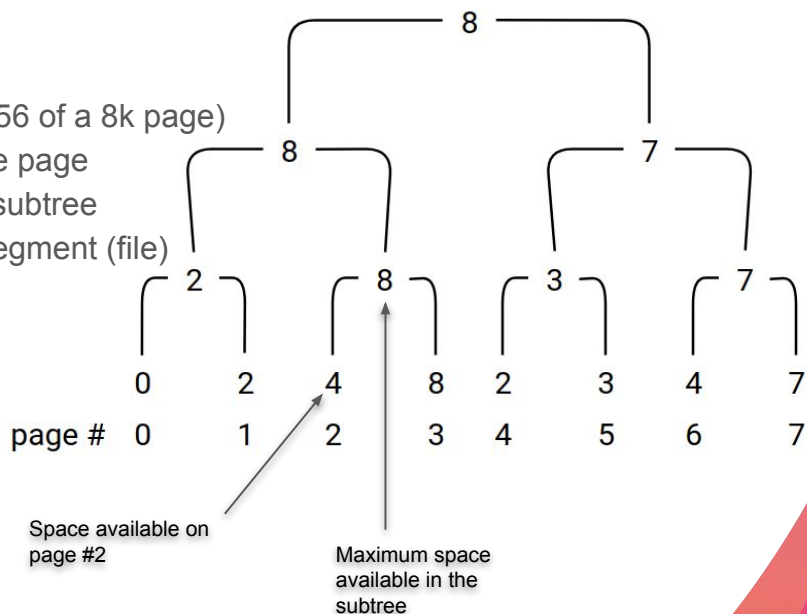 8
56 of a 8k page)
8 7
e page
subtree
egment (file)
2 8 3 7
0 2 4 8 2 3 4 7
page # 0 1 2 3 4 5 6 7
Space available on
page #2
Maximum space
available in the
subtree